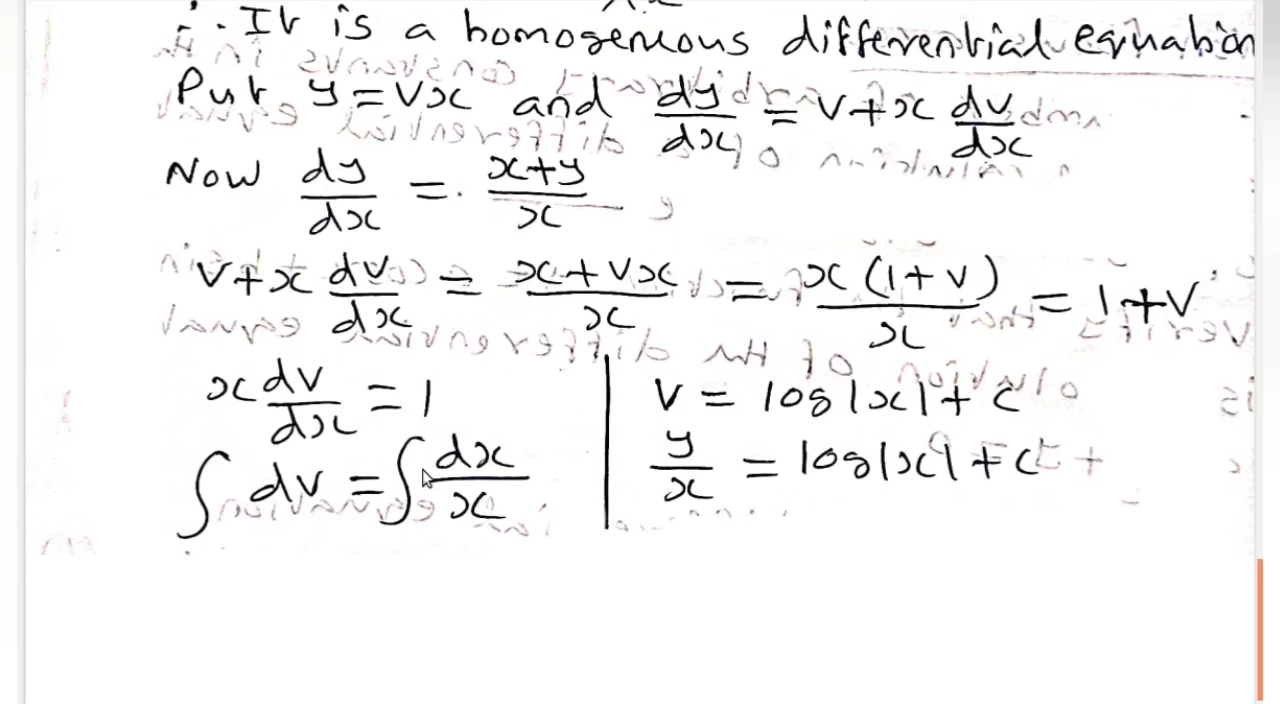 ∴ It is a homogeneous differential equation
Put y = vx and dy/dx = v + x dv/dx
Now dy/dx = x+y/x
v + x dv/dx = x+vx/x = x(1+v)/x = 1+v
x dv/dx = 1
∫ dv = ∫ dx/x
v = log|x| + c
y/x = log|x| + c